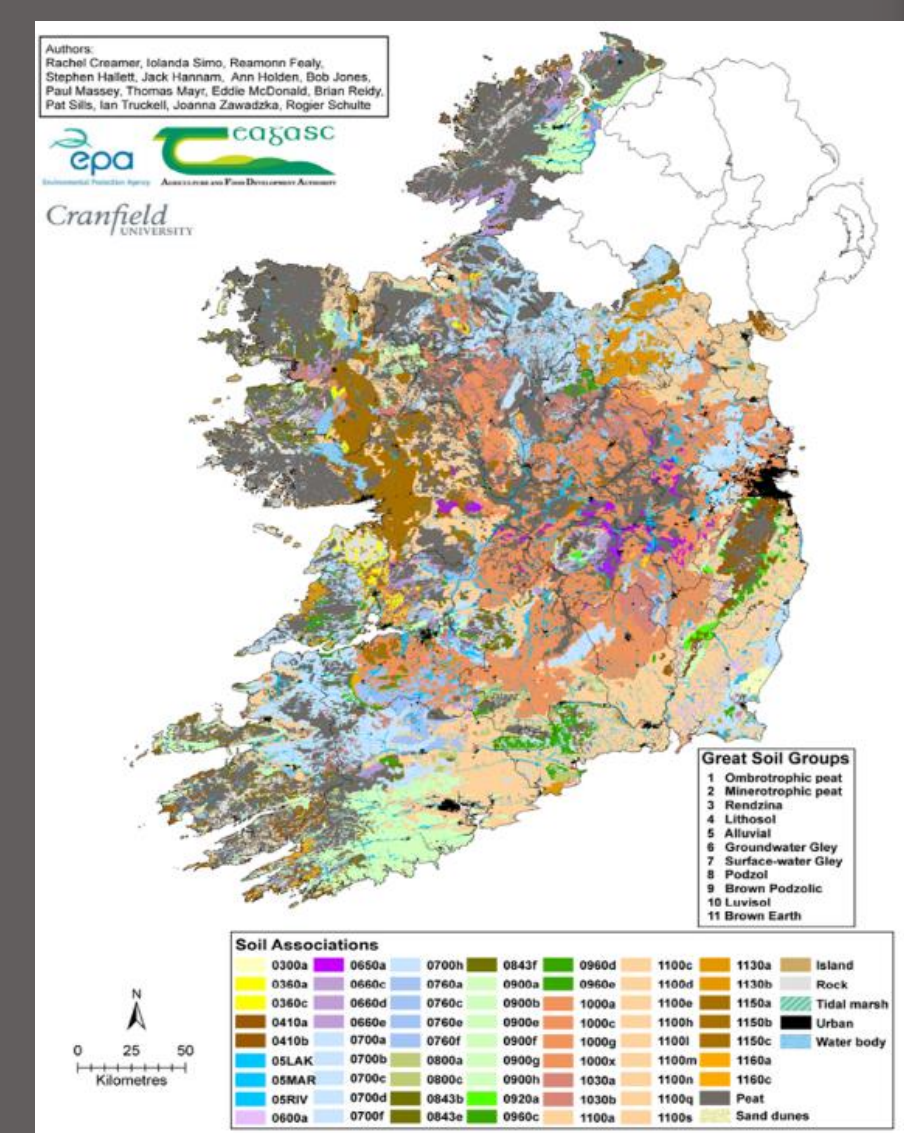 Authors:
Rachel Creamer, Iolanda Simo, Reamonn Fealy,
Stephen Hallett, Jack Hannam, Ann Holden, Bob Jones,
Paul Massey, Thomas Mayr, Eddie McDonald, Brian Reidy,
Pat Sills, Ian Truckell, Joanna Zawadzka, Rogier Schulte
epa
Environmental Protection Agency
eagasc
AGRICULTURE AND FOOD DEVELOPMENT AUTHORITY
Cranfield
UNIVERSITY
Great Soil Groups
1 Ombrotrophic peat
2 Minerotrophic peat
3 Rendzina
4 Lithosol
5 Alluvial
6 Groundwater Gley
7 Surface-water Gley
8 Podzol
9 Brown Podzolic
10 Luvisol
11 Brown Earth
Soil Associations
0300a 0650a 0700h 0843f 0960d 1100c 1130a Island
0360a 0660c 0760a 0900a 0960e 1100d 1130b Rock
0360c 0660d 0760c 0900b 1000a 1100e 1150a Tidal marsh
0410a 0660e 0760e 0900e 1000c 1100h 1150b Urban
0410b 0700a 0760f 0900f 1000g 1100l 1150c Water body
05LAK 0700b 0800a 0900g 1000x 1100m 1160a
05MAR 0700c 0800c 0900h 1030a 1100n 1160c
05RIV 0700d 0843b 0920a 1030b 1100q Peat
0600a 0700f 0843e 0960c 1100a 1100s Sand dunes
N
0 25 50
Kilometres